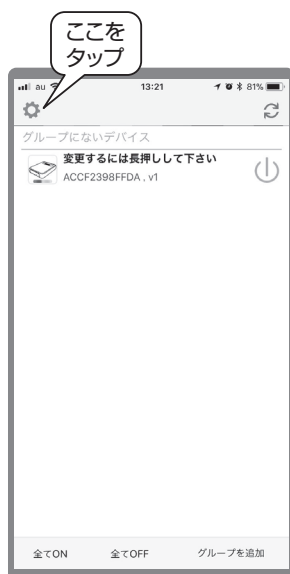 ここを
タップ
au 13:21 81%
グループにないデバイス
変更するには長押しして下さい
ACCF2398FFDA , v1
全てON 全てOFF グループを追加